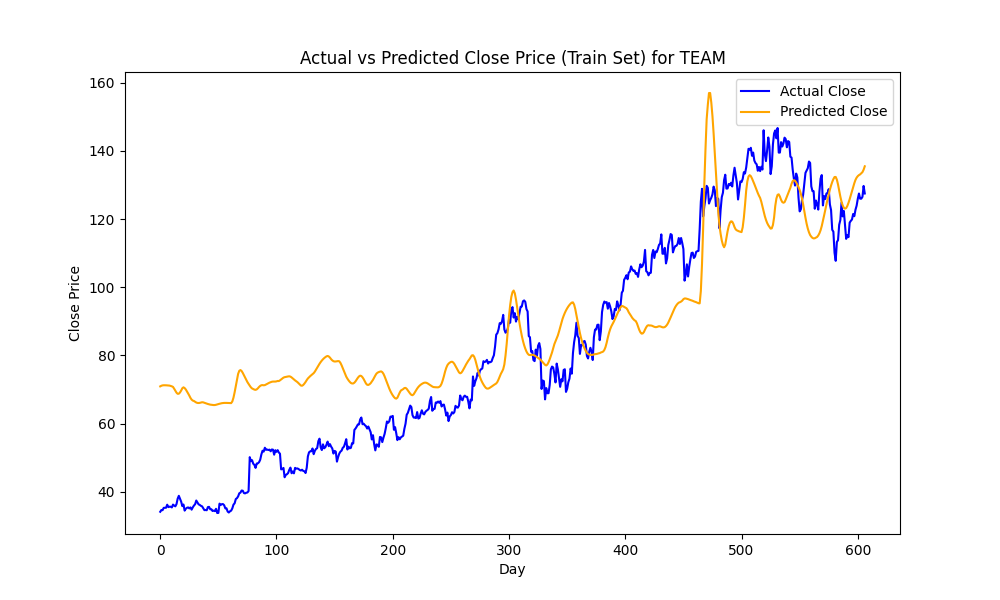 Actual vs Predicted Close Price (Train Set) for TEAM
Actual Close
Predicted Close
160
140
120
100
80
60
40
Close Price
0 100 200 300 400 500 600
Day